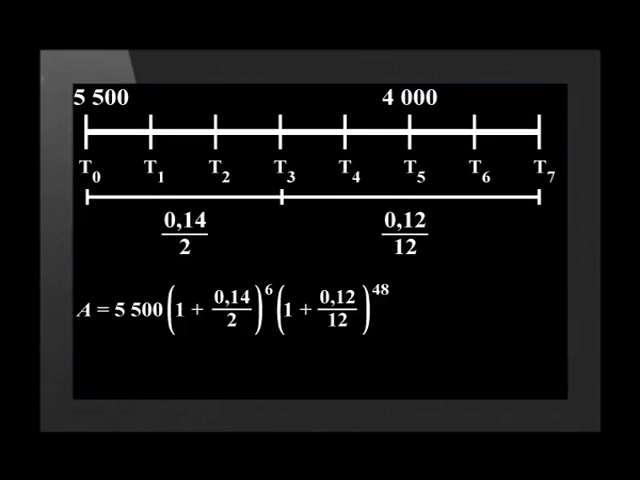 5 500 4 000
T0 T1 T2 T3 T4 T5 T6 T7
0,14/2 0,12/12
A = 5 500 (1 + 0,14/2)^6 (1 + 0,12/12)^48